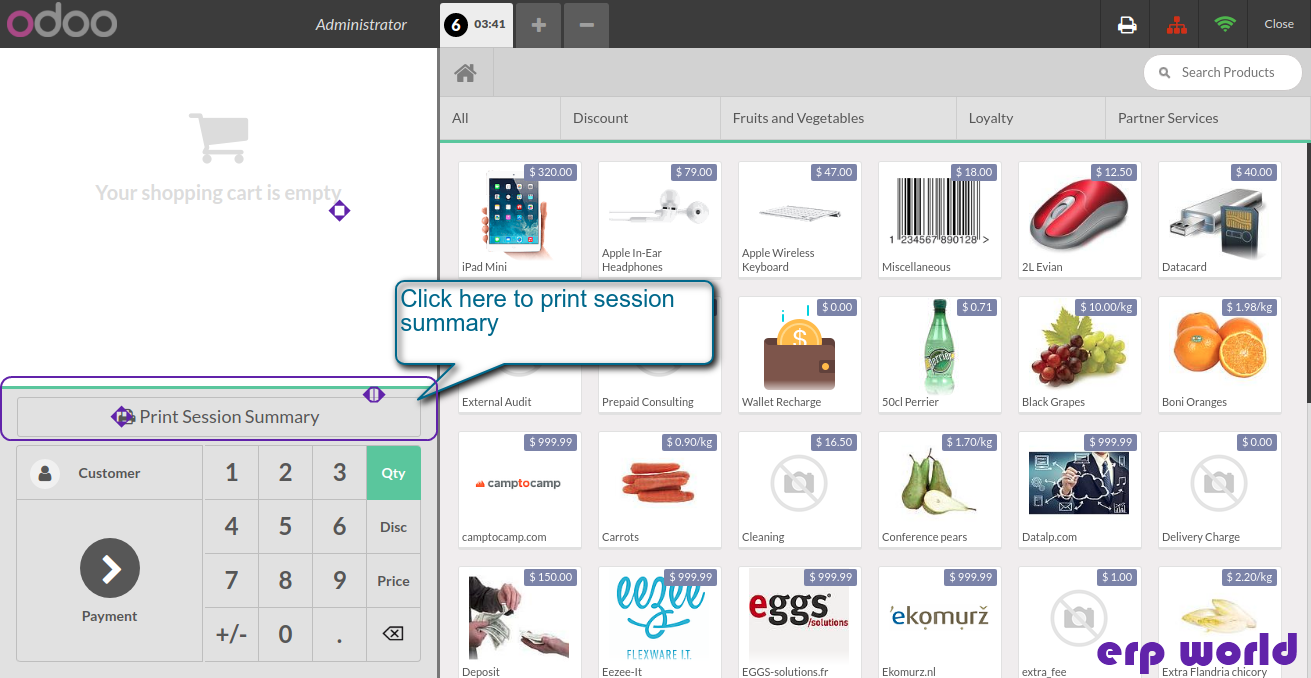 odoo
Administrator
6 03:41
+
−
Close
Search Products
All
Discount
Fruits and Vegetables
Loyalty
Partner Services
Your shopping cart is empty
$ 320.00
iPad Mini
$ 79.00
Apple In-Ear
Headphones
$ 47.00
Apple Wireless
Keyboard
$ 18.00
1 234567 890128 >
Miscellaneous
$ 12.50
2L Evian
$ 40.00
Datacard
Click here to print session
summary
External Audit
Prepaid Consulting
$ 0.00
$
Wallet Recharge
$ 0.71
Perrier
50cl Perrier
$ 10.00/kg
Black Grapes
$ 1.98/kg
Boni Oranges
Print Session Summary
Customer
Payment
1 2 3 Qty
4 5 6 Disc
7 8 9 Price
+/- 0 .
$ 999.99
camptocamp
camptocamp.com
$ 0.90/kg
Carrots
$ 16.50
Cleaning
$ 1.70/kg
Conference pears
$ 999.99
Datalp.com
$ 0.00
Delivery Charge
$ 150.00
Deposit
$ 999.99
eezee
FLEXWARE I.T.
Eezee-It
$ 999.99
eggs
/solutions
EGGS-solutions.fr
$ 999.99
'ekomurž
Ekomurz.nl
$ 1.00
extra_fee
$ 2.20/kg
Extra Flandria chicory
erp world